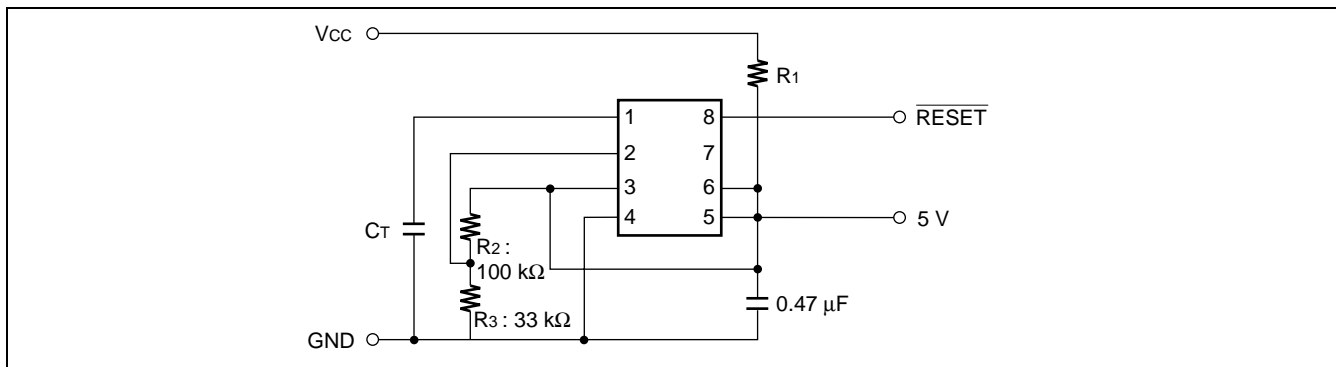 VCC
R1
1 8 RESET
2 7
3 6
4 5 5 V
CT
R2 :
100 kΩ
0.47 μF
R3 : 33 kΩ
GND